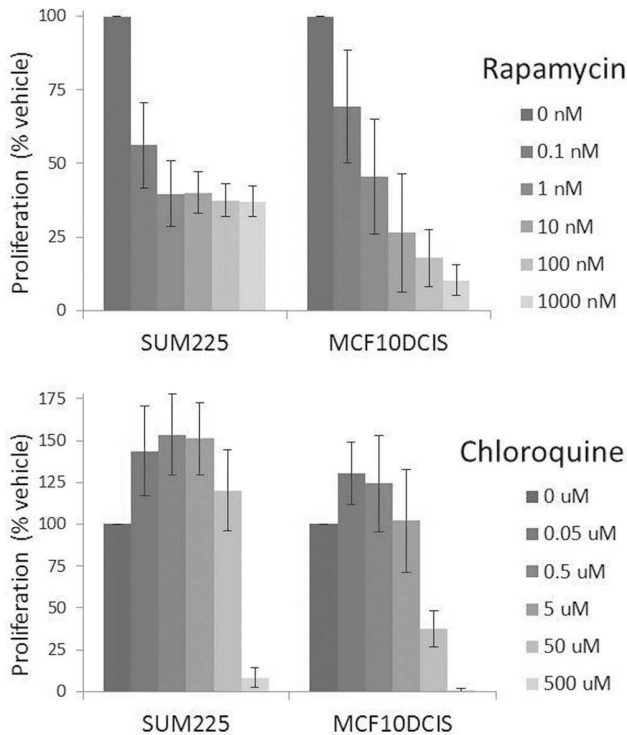 100
75
50
25
0
Proliferation (% vehicle)
SUM225
MCF10DCIS
Rapamycin
0 nM
0.1 nM
1 nM
10 nM
100 nM
1000 nM
175
150
125
100
75
50
25
0
Proliferation (% vehicle)
SUM225
MCF10DCIS
Chloroquine
0 uM
0.05 uM
0.5 uM
5 uM
50 uM
500 uM